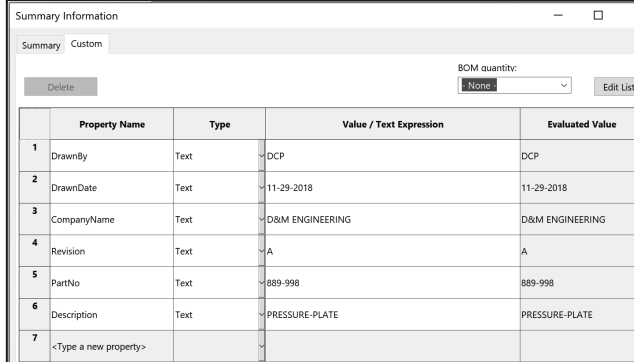 Summary Information
Summary Custom
BOM quantity:
Delete - None - Edit List
Property Name Type Value / Text Expression Evaluated Value
1 DrawnBy Text DCP DCP
2 DrawnDate Text 11-29-2018 11-29-2018
3 CompanyName Text D&M ENGINEERING D&M ENGINEERING
4 Revision Text A A
5 PartNo Text 889-998 889-998
6 Description Text PRESSURE-PLATE PRESSURE-PLATE
7 <Type a new property>